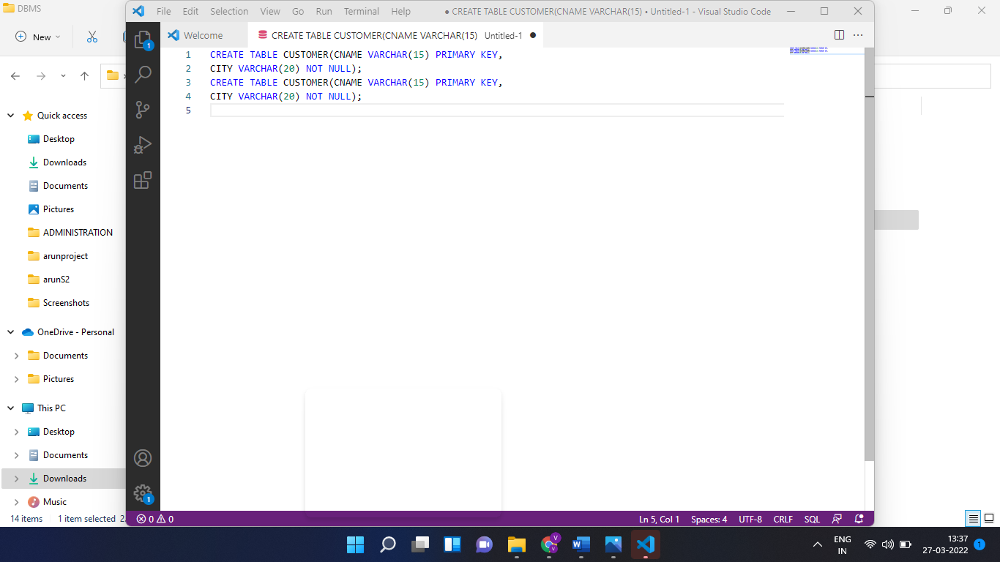 DBMS
New
Quick access
Desktop
Downloads
Documents
Pictures
ADMINISTRATION
arunproject
arunS2
Screenshots
OneDrive - Personal
Documents
Pictures
This PC
Desktop
Documents
Downloads
Music
14 items 1 item selected
File Edit Selection View Go Run Terminal Help ● CREATE TABLE CUSTOMER(CNAME VARCHAR(15) • Untitled-1 - Visual Studio Code
Welcome CREATE TABLE CUSTOMER(CNAME VARCHAR(15) Untitled-1 ●
1 CREATE TABLE CUSTOMER(CNAME VARCHAR(15) PRIMARY KEY,
2 CITY VARCHAR(20) NOT NULL);
3 CREATE TABLE CUSTOMER(CNAME VARCHAR(15) PRIMARY KEY,
4 CITY VARCHAR(20) NOT NULL);
5
1
1
0 0 Ln 5, Col 1 Spaces: 4 UTF-8 CRLF SQL
V
V
ENG
IN
13:37
27-03-2022
1